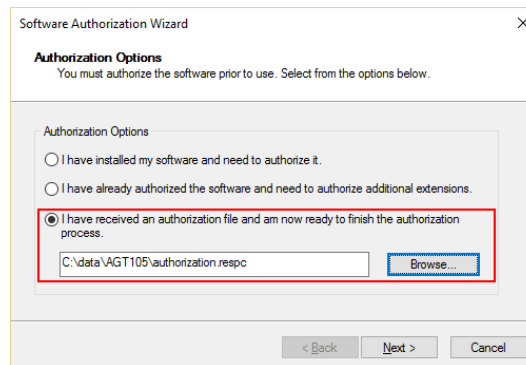 Software Authorization Wizard
Authorization Options
You must authorize the software prior to use. Select from the options below.
Authorization Options
I have installed my software and need to authorize it.
I have already authorized the software and need to authorize additional extensions.
I have received an authorization file and am now ready to finish the authorization
process.
C:\data\AGT105\authorization.respc
Browse...
< Back
Next >
Cancel